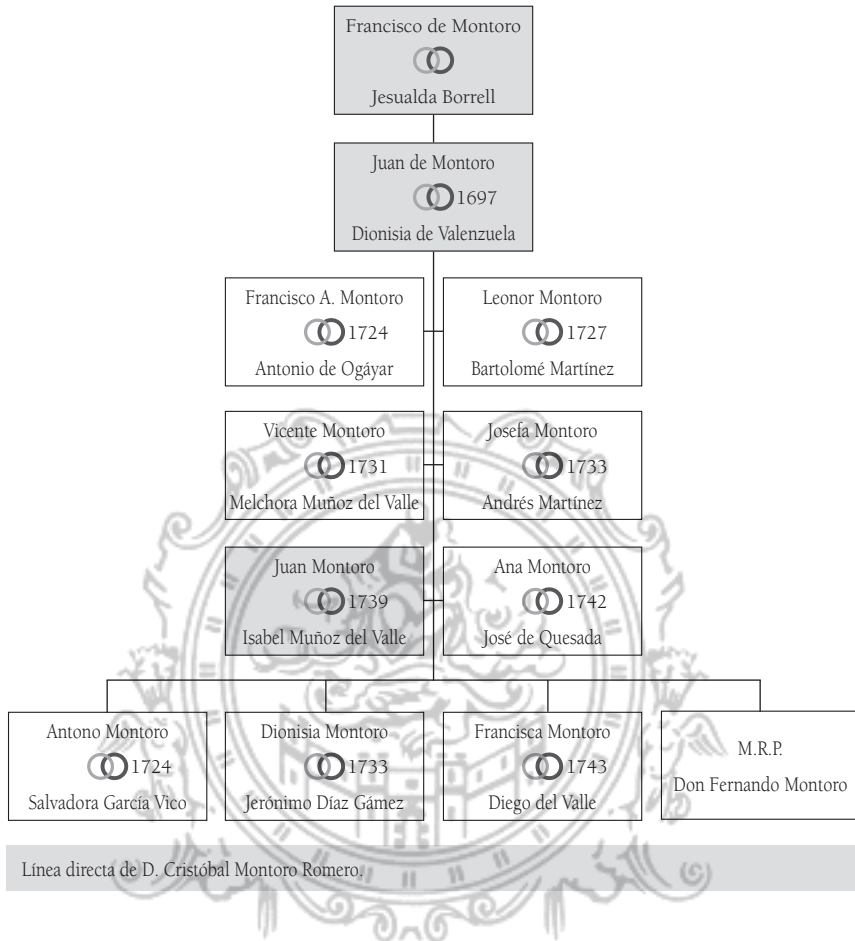 Francisco de Montoro
Jesualda Borrell
Juan de Montoro
1697
Dionisia de Valenzuela
Francisco A. Montoro
1724
Antonio de Ogáyar
Leonor Montoro
1727
Bartolomé Martínez
Vicente Montoro
1731
Melchora Muñoz del Valle
Josefa Montoro
1733
Andrés Martínez
Juan Montoro
1739
Isabel Muñoz del Valle
Ana Montoro
1742
José de Quesada
Antono Montoro
1724
Salvadora García Vico
Dionisia Montoro
1733
Jerónimo Díaz Gámez
Francisca Montoro
1743
Diego del Valle
M.R.P.
Don Fernando Montoro
Línea directa de D. Cristóbal Montoro Romero.